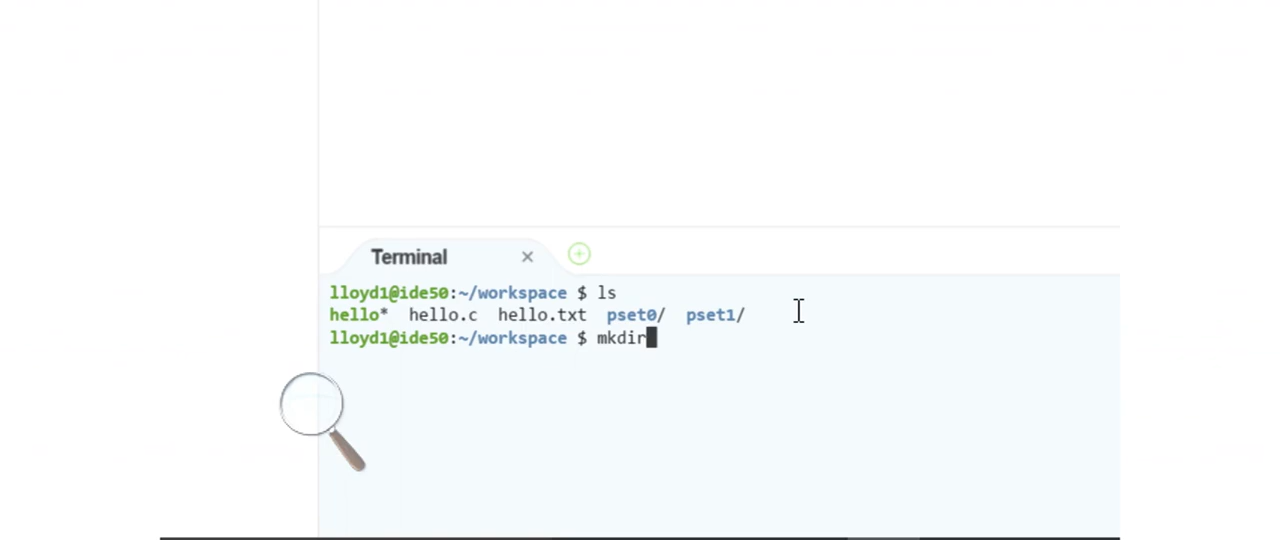 Terminal
lloyd1@ide50:~/workspace $ ls
hello* hello.c hello.txt pset0/ pset1/
lloyd1@ide50:~/workspace $ mkdir